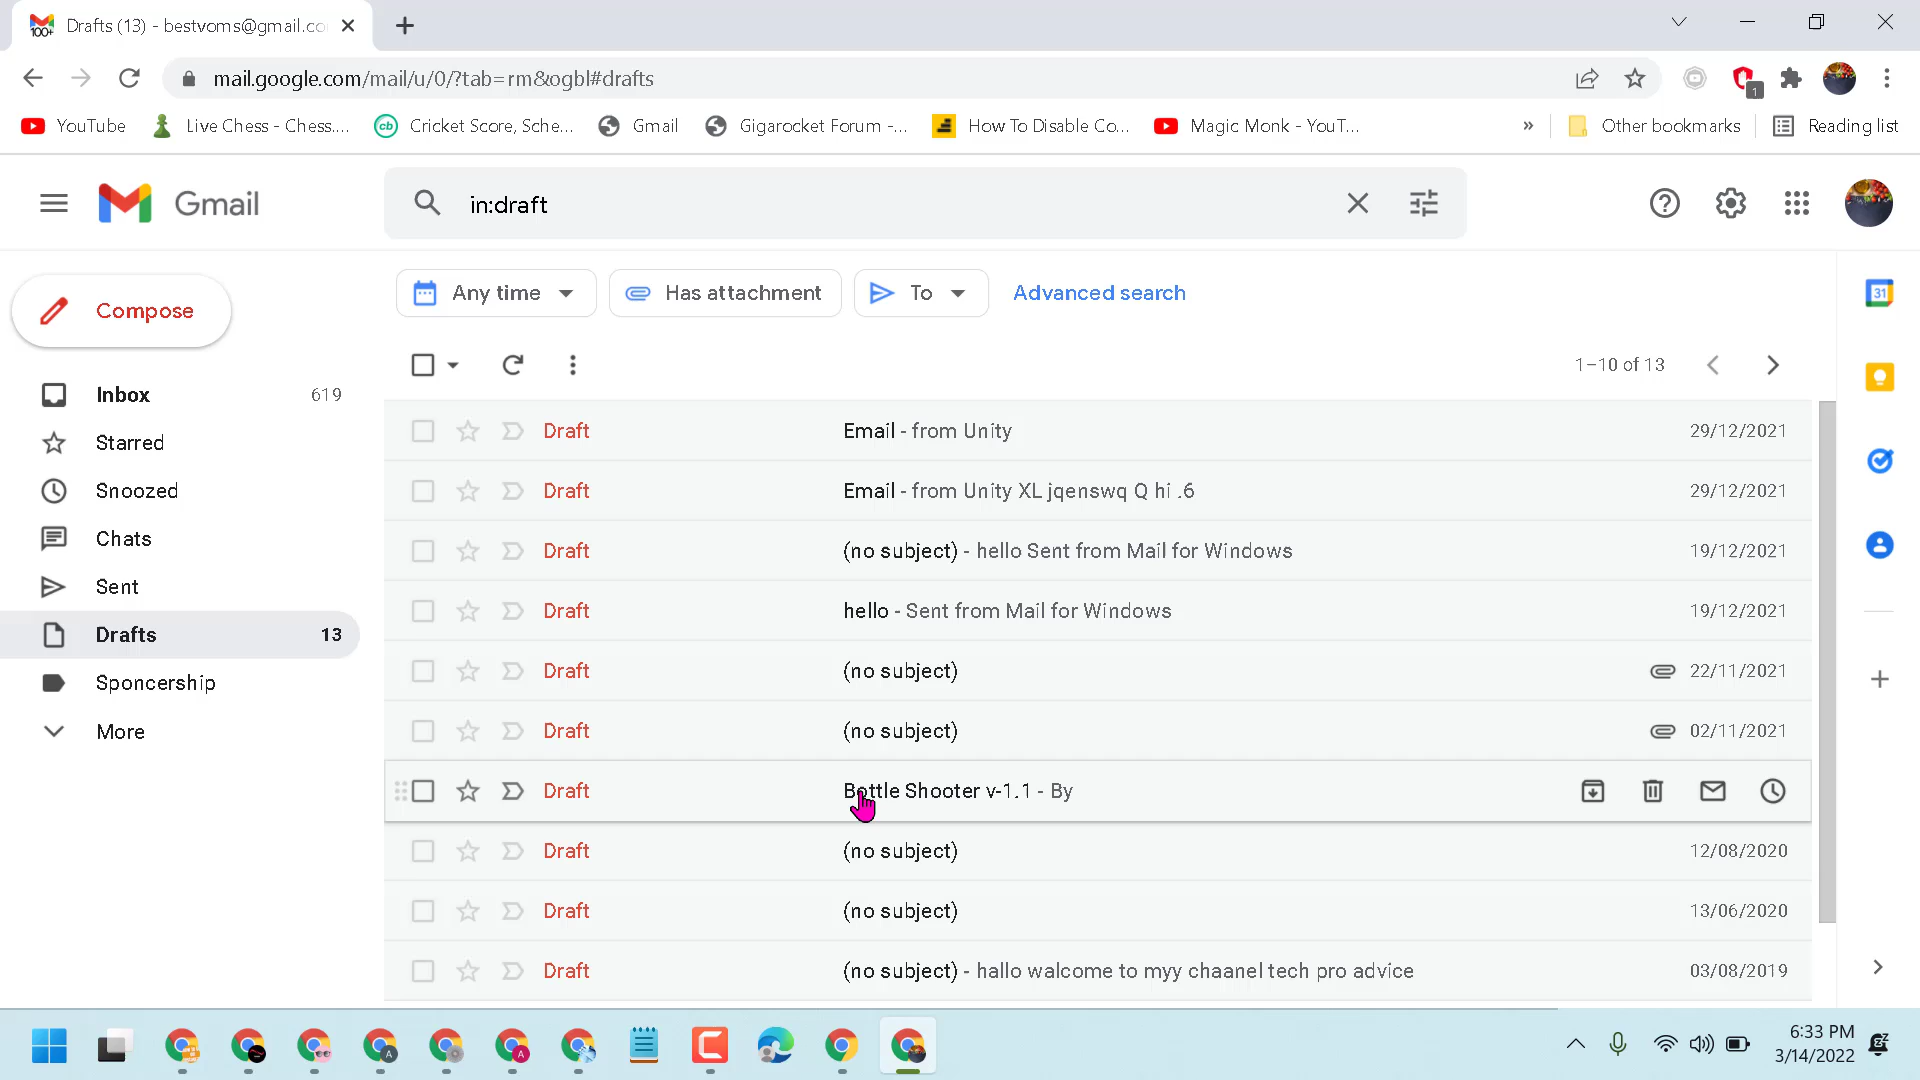 Drafts (13) - bestvoms@gmail.co
mail.google.com/mail/u/0/?tab=rm&ogbl#drafts
1
YouTube
Live Chess - Chess....
Cricket Score, Sche...
Gmail
Gigarocket Forum -...
How To Disable Co...
Magic Monk - YouT...
»
Other bookmarks
Reading list
Gmail
in:draft
Compose
Any time
Has attachment
To
Advanced search
1–10 of 13
Inbox 619
Starred
Snoozed
Chats
Sent
Drafts 13
Sponcership
More
Draft Email - from Unity 29/12/2021
Draft Email - from Unity XL jqenswq Q hi .6 29/12/2021
Draft (no subject) - hello Sent from Mail for Windows 19/12/2021
Draft hello - Sent from Mail for Windows 19/12/2021
Draft (no subject) 22/11/2021
Draft (no subject) 02/11/2021
Draft Bottle Shooter v-1.1 - By
Draft (no subject) 12/08/2020
Draft (no subject) 13/06/2020
Draft (no subject) - hallo walcome to myy chaanel tech pro advice 03/08/2019
31
6:33 PM
3/14/2022